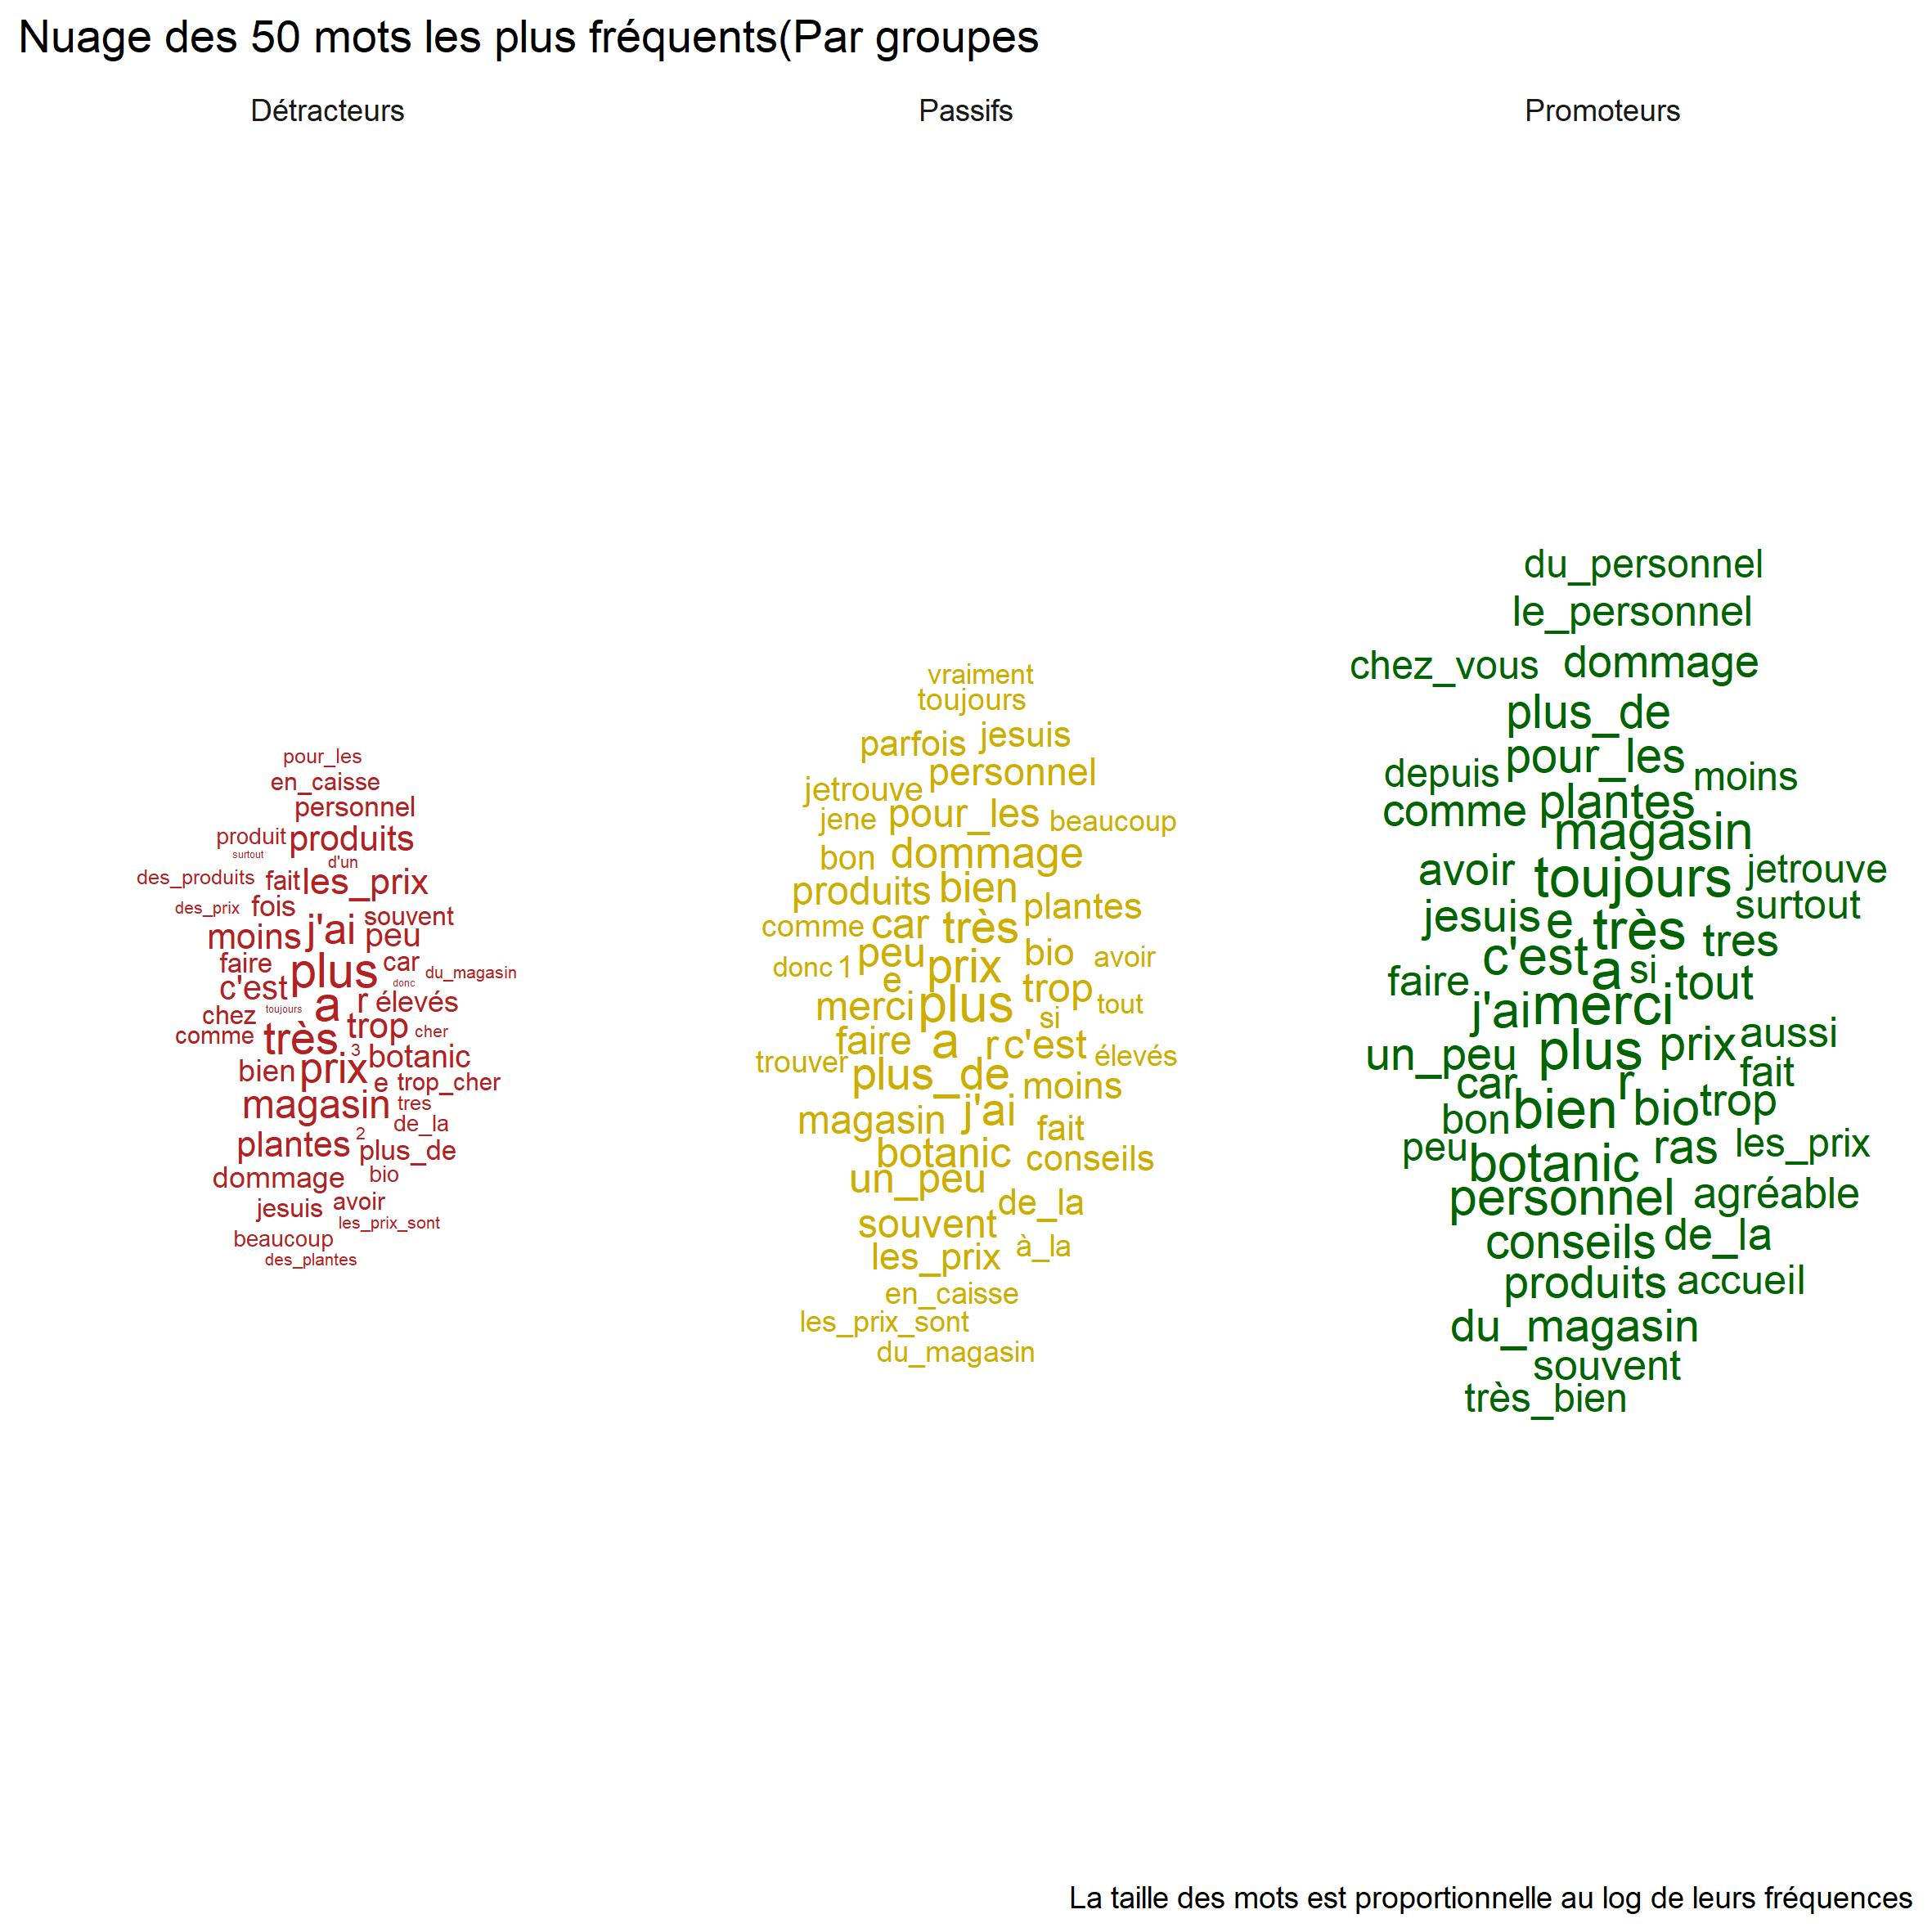 Nuage des 50 mots les plus fréquents(Par groupes
Détracteurs
pour_les
en_caisse
personnel
produit produits
surtout d'un
des_produits fait les_prix
des_prix fois
j'ai souvent
moins peu
faire plus car du_magasin
c'est donc
a r élevés
chez toujours
comme très trop cher
3 botanic
bien prix e trop_cher
magasin tres
de_la
plantes 2 plus_de
dommage bio
jesuis avoir
les_prix_sont
beaucoup
des_plantes
Passifs
vraiment
toujours
parfois jesuis
jetrouve personnel
jene pour_les beaucoup
bon dommage
produits bien plantes
comme car très
peu bio avoir
donc 1 prix
e trop
merci plus si tout
faire a r c'est élevés
trouver plus_de moins
magasin j'ai fait
botanic conseils
un_peu
de_la
souvent
les_prix à_la
en_caisse
les_prix_sont
du_magasin
Promoteurs
du_personnel
le_personnel
chez_vous dommage
plus_de
depuis pour_les moins
comme plantes
magasin
avoir toujours jetrouve
jesuis e très surtout
c'est tres
faire a si tout
j'ai merci
un_peu plus prix aussi
car r fait
bon bien bio trop
peu botanic ras les_prix
personnel agréable
conseils de_la
produits accueil
du_magasin
souvent
très_bien
La taille des mots est proportionnelle au log de leurs fréquences